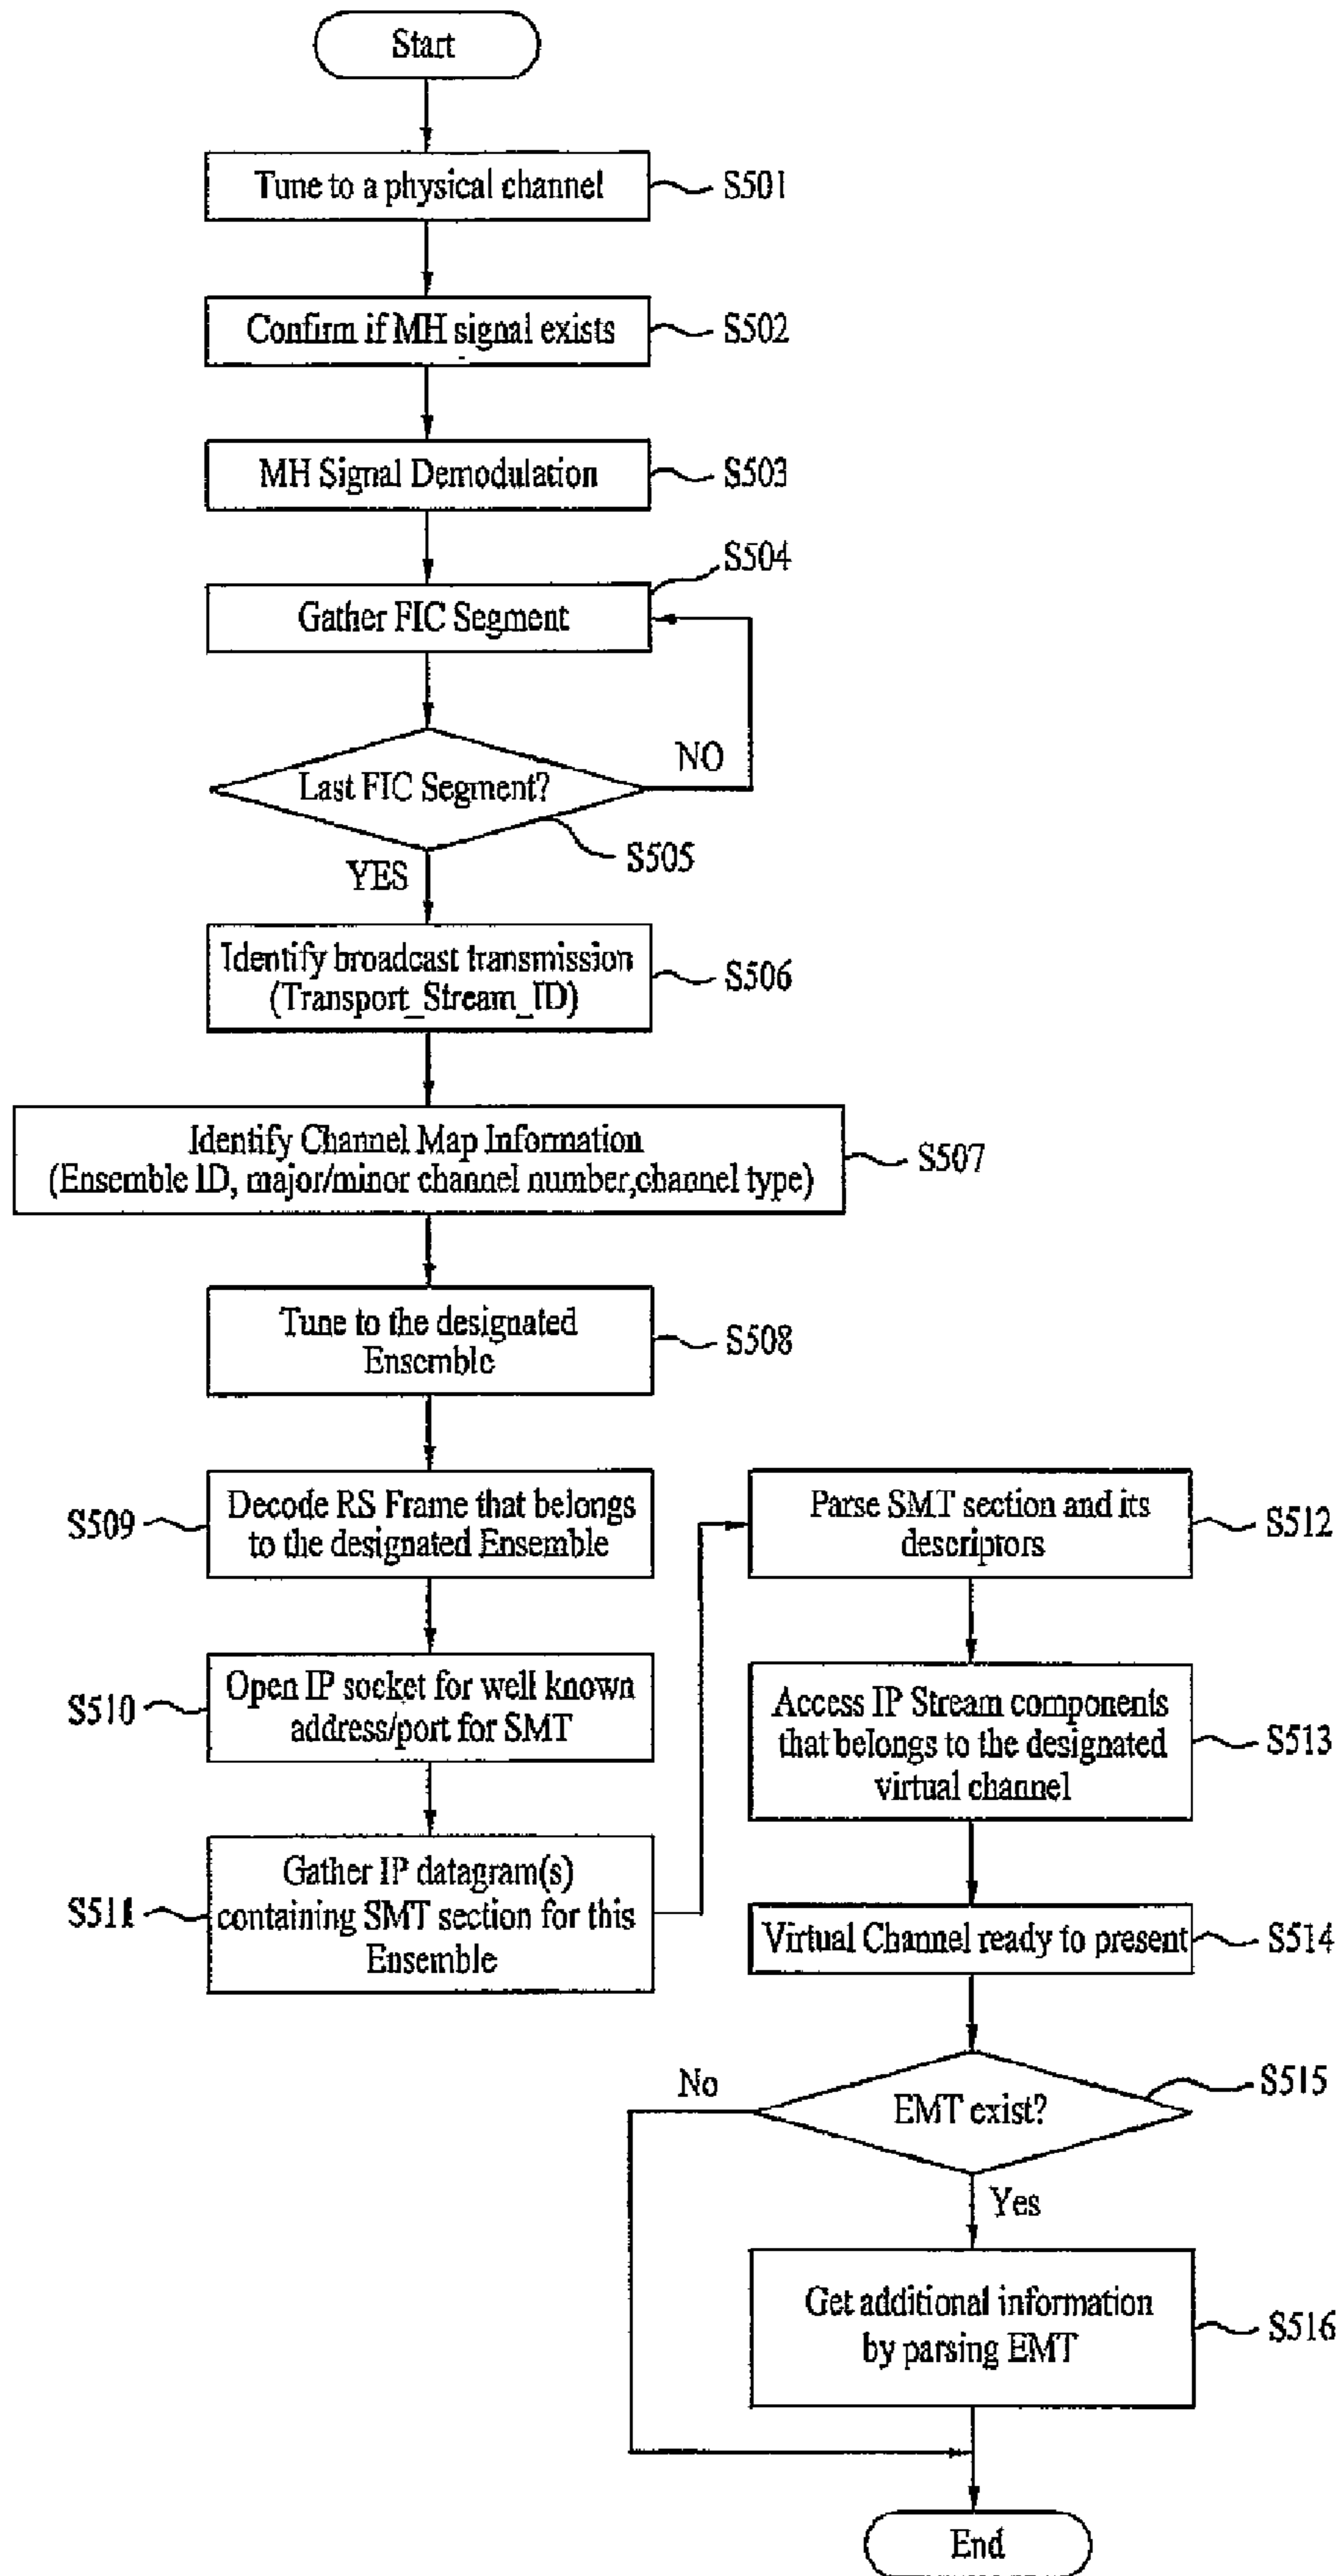 Start
Tune to a physical channel
S501
Confirm if MH signal exists
S502
MH Signal Demodulation
S503
S504
Gather FIC Segment
NO
Last FIC Segment?
S505
YES
Identify broadcast transmission
(Transport_Stream_ID)
S506
Identify Channel Map Information
(Ensemble ID, major/minor channel number,channel type)
S507
Tune to the designated
Ensemble
S508
S509
Decode RS Frame that belongs
to the designated Ensemble
S510
Open IP socket for well known
address/port for SMT
S511
Gather IP datagram(s)
containing SMT section for this
Ensemble
Parse SMT section and its
descriptors
S512
Access IP Stream components
that belongs to the designated
virtual channel
S513
Virtual Channel ready to present
S514
No
EMT exist?
S515
Yes
Get additional information
by parsing EMT
S516
End